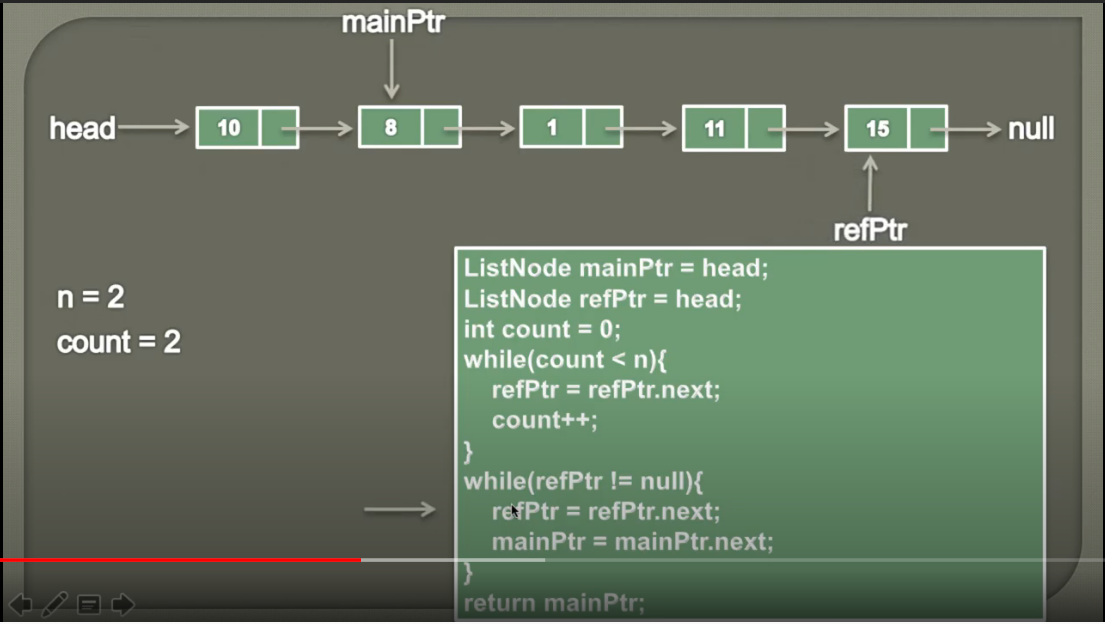 mainPtr
head 10 8 1 11 15 null
refPtr
n = 2
count = 2
ListNode mainPtr = head;
ListNode refPtr = head;
int count = 0;
while(count < n){
refPtr = refPtr.next;
count++;
}
while(refPtr != null){
refPtr = refPtr.next;
mainPtr = mainPtr.next;
}
return mainPtr;